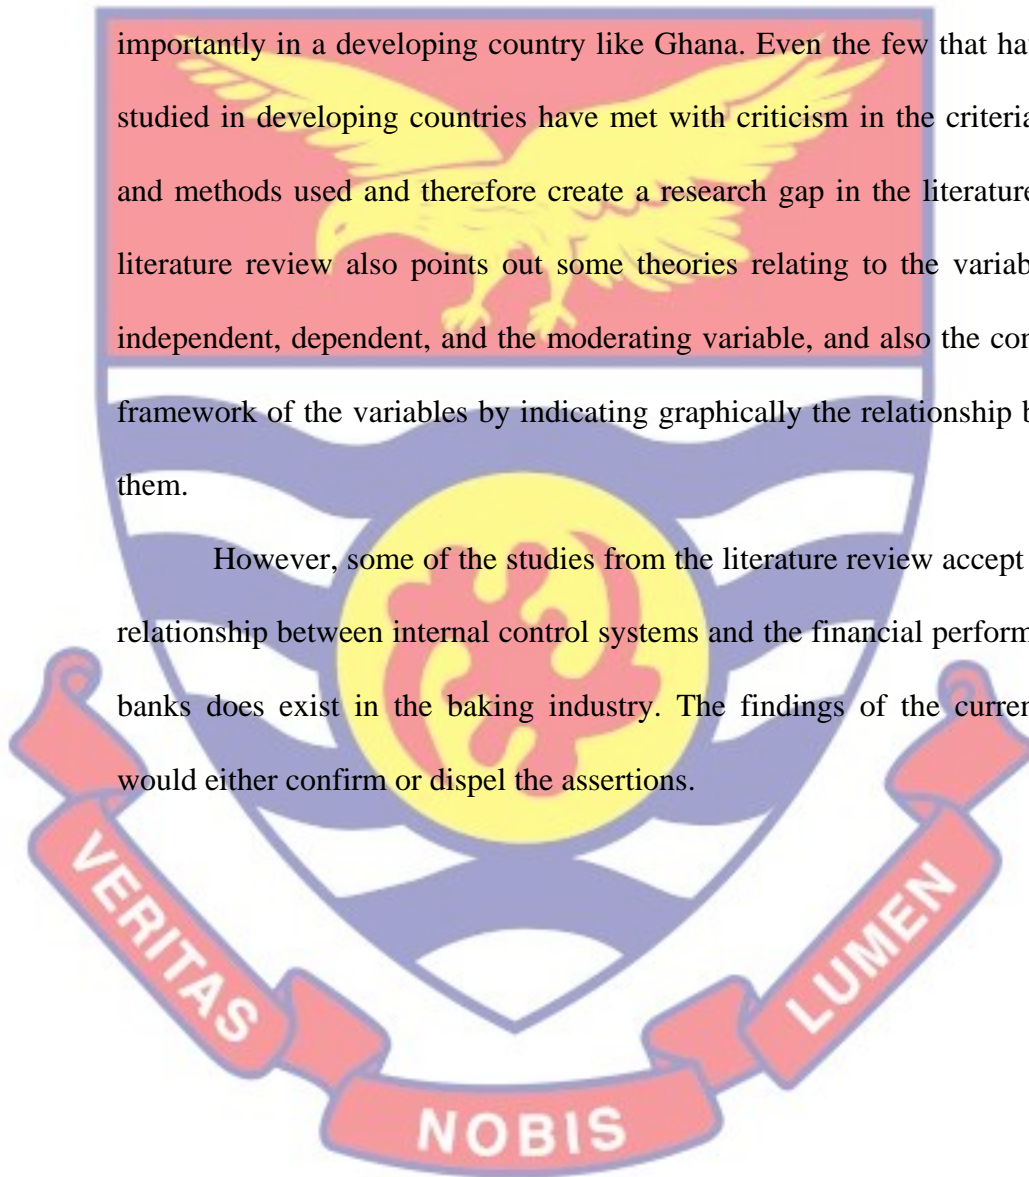 importantly in a developing country like Ghana. Even the few that ha
studied in developing countries have met with criticism in the criteria
and methods used and therefore create a research gap in the literature
literature review also points out some theories relating to the variab
independent, dependent, and the moderating variable, and also the con
framework of the variables by indicating graphically the relationship b
them.
However, some of the studies from the literature review accept
relationship between internal control systems and the financial perform
banks does exist in the baking industry. The findings of the curren
would either confirm or dispel the assertions.
VERITAS
NOBIS
LUMEN